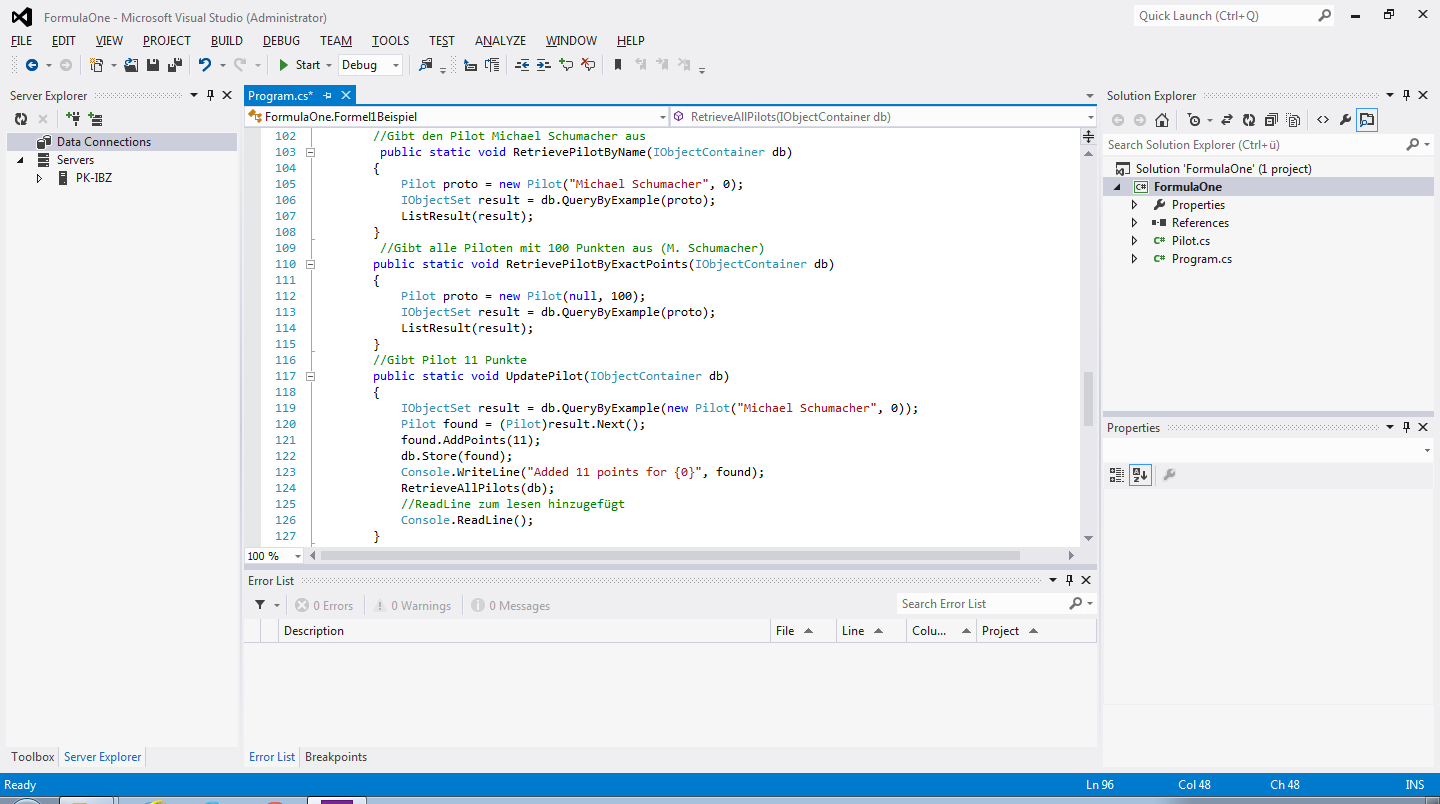 FormulaOne - Microsoft Visual Studio (Administrator)
Quick Launch (Ctrl+Q)
FILE EDIT VIEW PROJECT BUILD DEBUG TEAM TOOLS TEST ANALYZE WINDOW HELP
Start Debug
Server Explorer
Data Connections
Servers
PK-IBZ
Toolbox Server Explorer
Program.cs*
FormulaOne.Formel1Beispiel RetrieveAllPilots(IObjectContainer db)
102 //Gibt den Pilot Michael Schumacher aus
103 public static void RetrievePilotByName(IObjectContainer db)
104 {
105 Pilot proto = new Pilot("Michael Schumacher", 0);
106 IObjectSet result = db.QueryByExample(proto);
107 ListResult(result);
108 }
109 //Gibt alle Piloten mit 100 Punkten aus (M. Schumacher)
110 public static void RetrievePilotByExactPoints(IObjectContainer db)
111 {
112 Pilot proto = new Pilot(null, 100);
113 IObjectSet result = db.QueryByExample(proto);
114 ListResult(result);
115 }
116 //Gibt Pilot 11 Punkte
117 public static void UpdatePilot(IObjectContainer db)
118 {
119 IObjectSet result = db.QueryByExample(new Pilot("Michael Schumacher", 0));
120 Pilot found = (Pilot)result.Next();
121 found.AddPoints(11);
122 db.Store(found);
123 Console.WriteLine("Added 11 points for {0}", found);
124 RetrieveAllPilots(db);
125 //ReadLine zum lesen hinzugefügt
126 Console.ReadLine();
127 }
100 %
Error List
0 Errors 0 Warnings 0 Messages
Search Error List
Description File Line Colu... Project
Error List Breakpoints
Solution Explorer
Search Solution Explorer (Ctrl+ü)
Solution 'FormulaOne' (1 project)
C# FormulaOne
Properties
References
C# Pilot.cs
C# Program.cs
Properties
Ready Ln 96 Col 48 Ch 48 INS